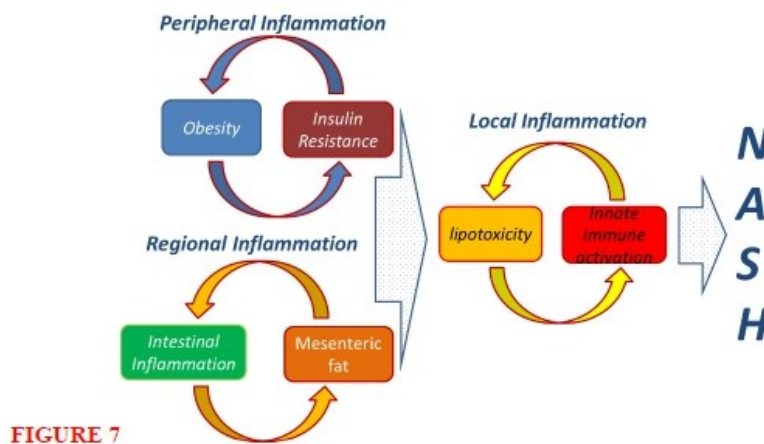 Peripheral Inflammation
Obesity
Insulin
Resistance
Local Inflammation
lipotoxicity
Innate
immune
activation
N
A
S
H
Regional Inflammation
Intestinal
Inflammation
Mesenteric
fat
FIGURE 7